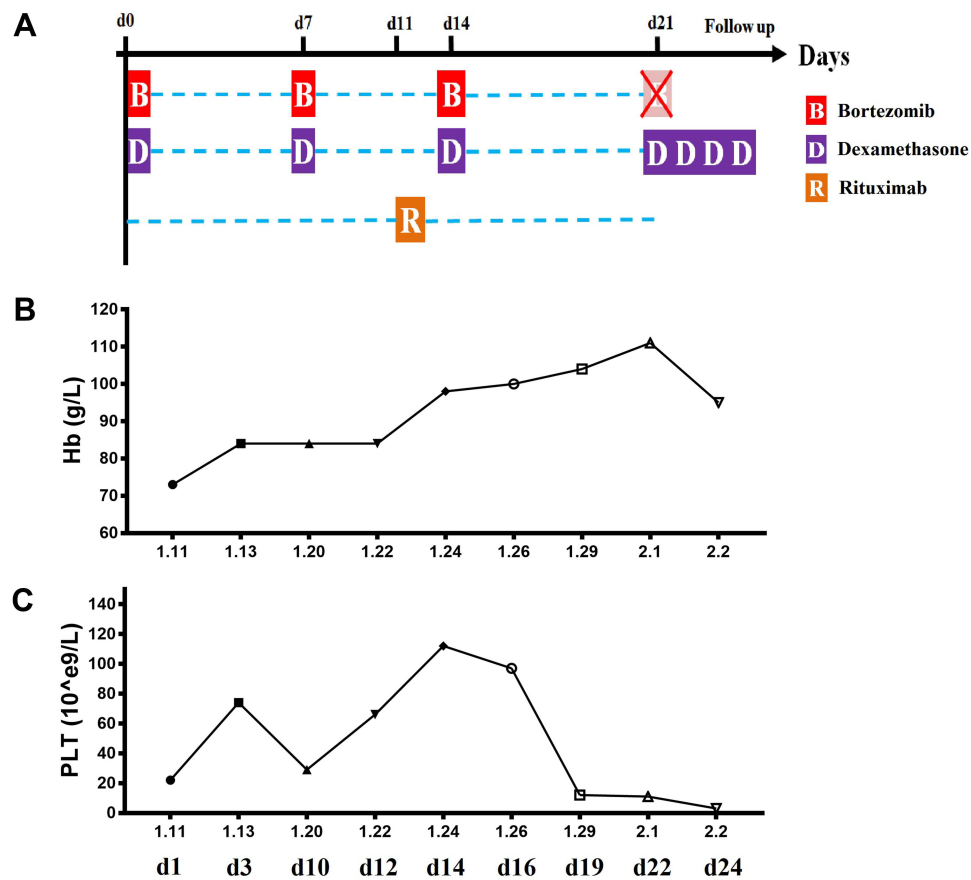 A
d0 d7 d11 d14 d21 Follow up
Days
B B B
B Bortezomib
D D D D D D D
D Dexamethasone
R Rituximab
R
B
Hb (g/L)
120
110
100
90
80
70
60
1.11 1.13 1.20 1.22 1.24 1.26 1.29 2.1 2.2
C
PLT (10^e9/L)
140
120
100
80
60
40
20
0
1.11 1.13 1.20 1.22 1.24 1.26 1.29 2.1 2.2
d1 d3 d10 d12 d14 d16 d19 d22 d24